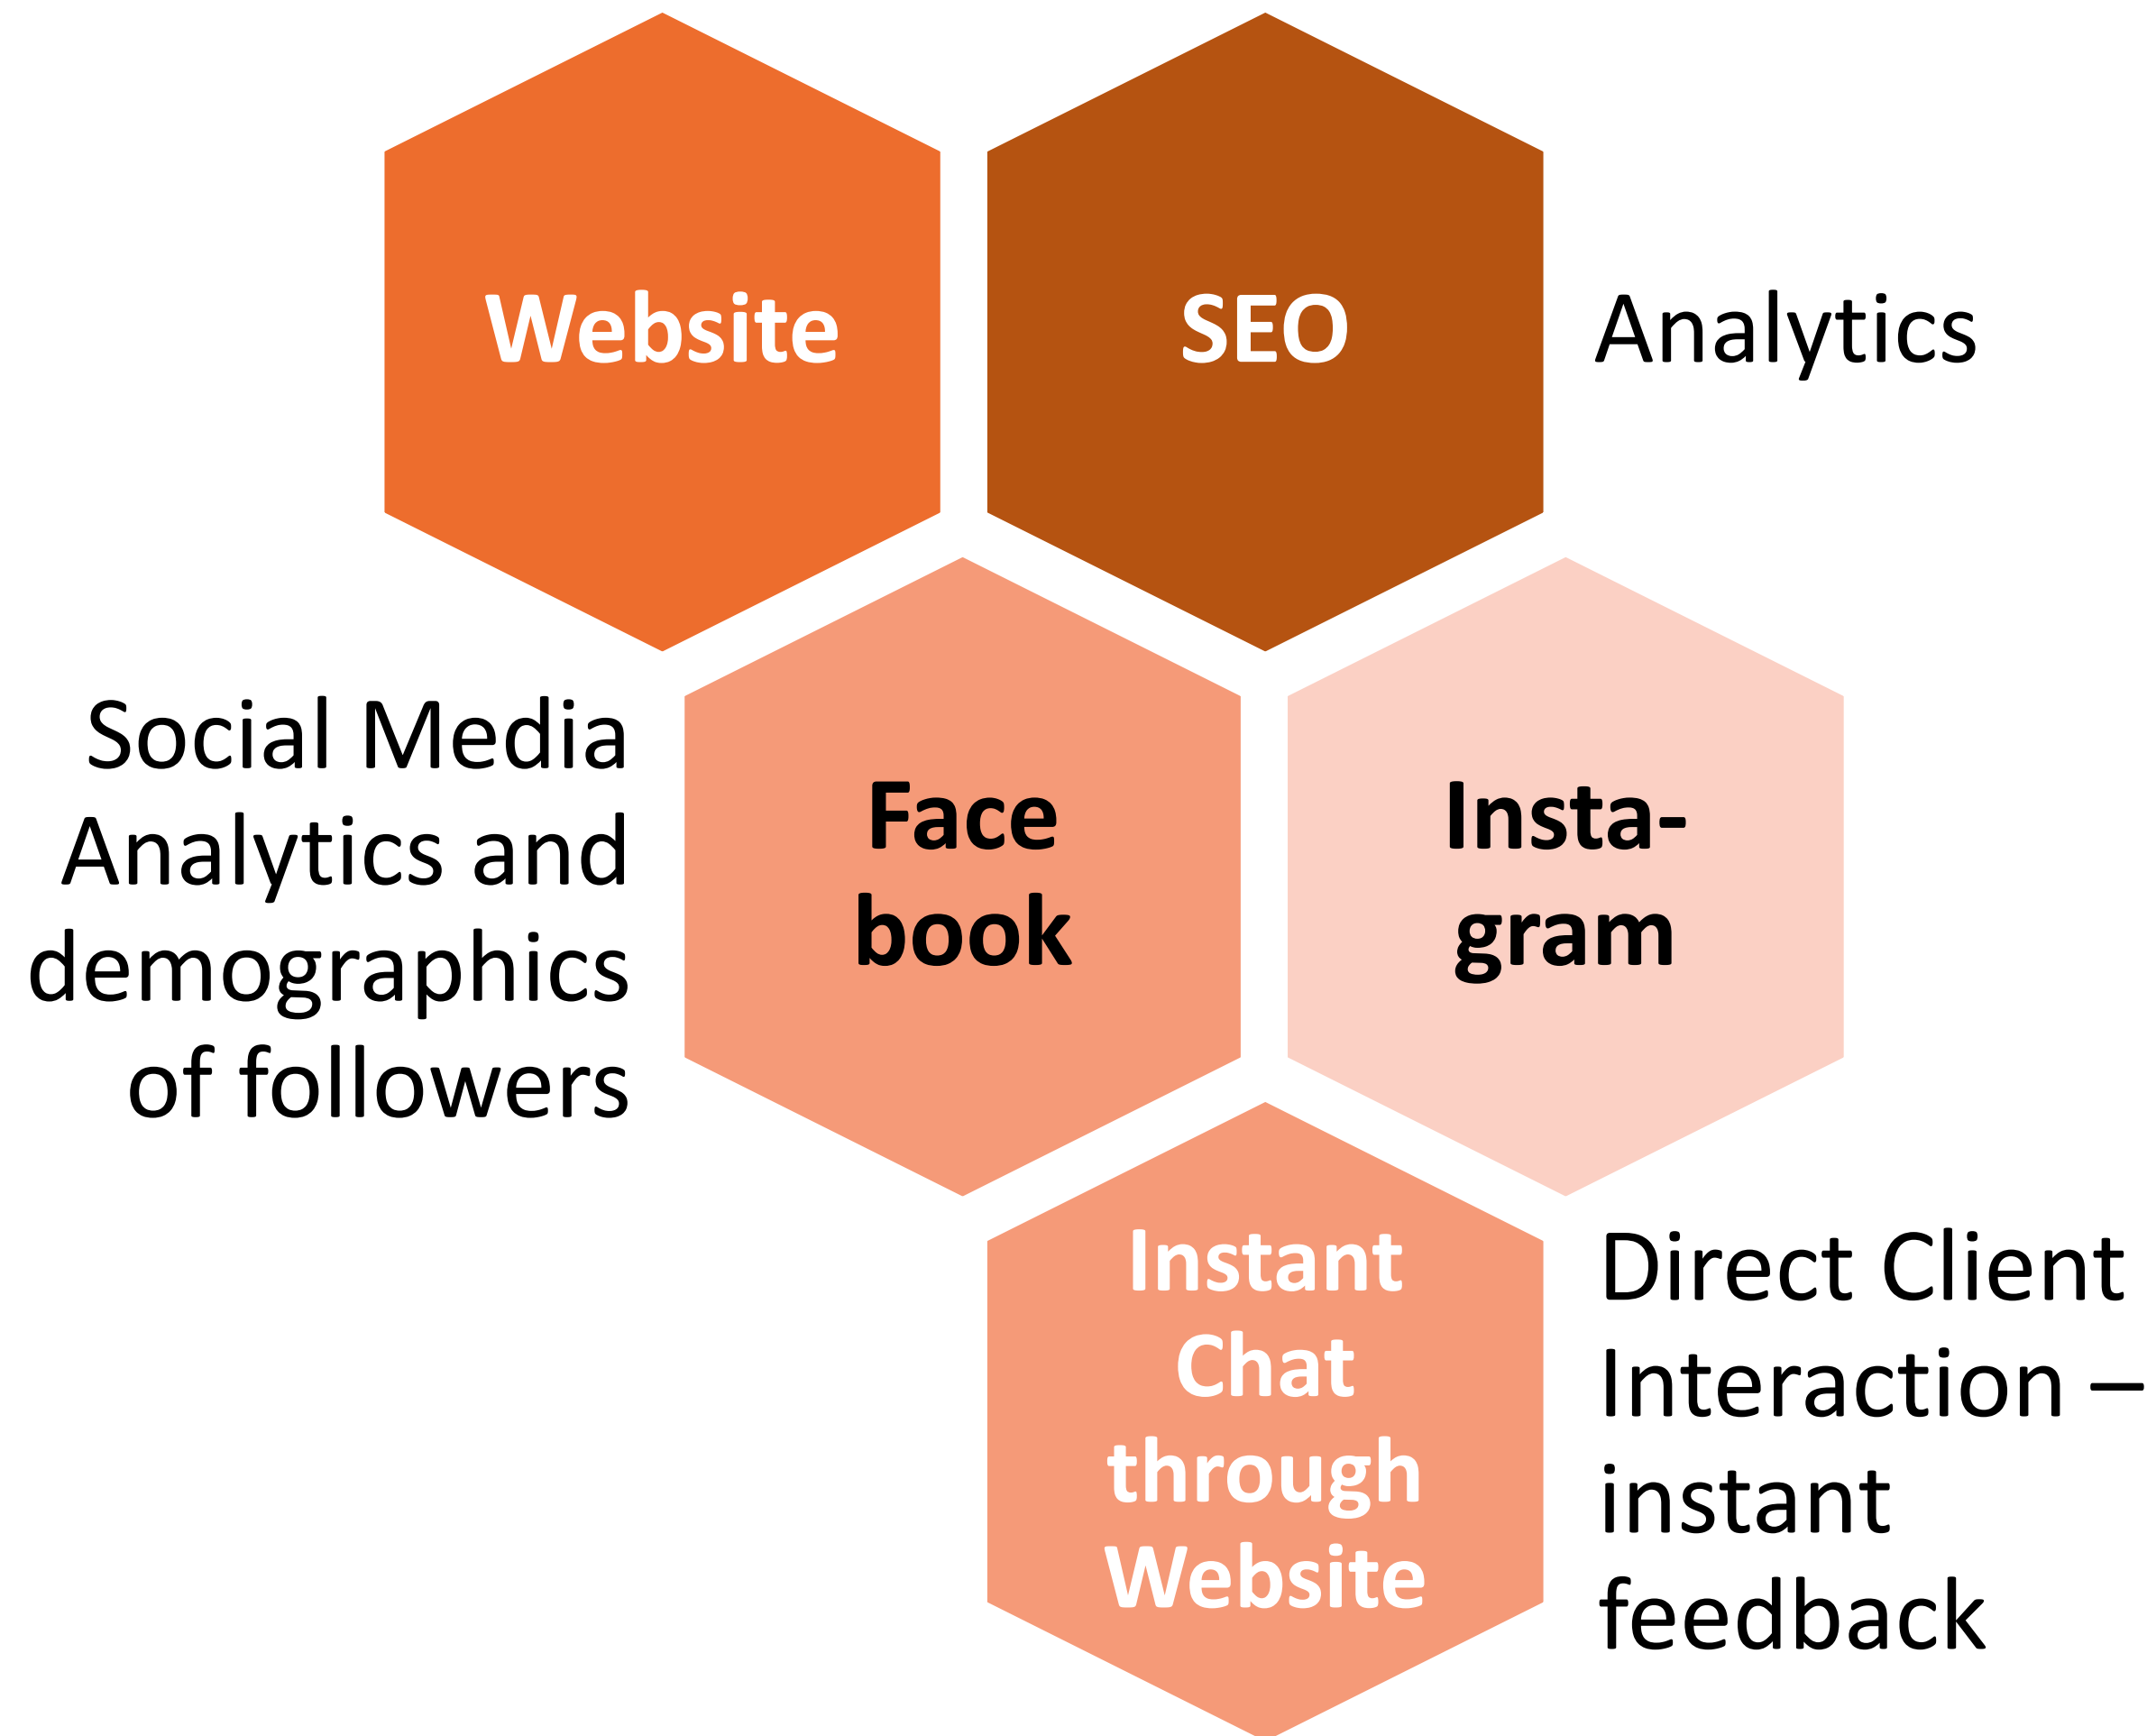 Website
SEO
Analytics
Social Media
Analytics and
demographics
of followers
Face
book
Insta-
gram
Instant
Chat
through
Website
Direct Client
Interaction –
instant
feedback